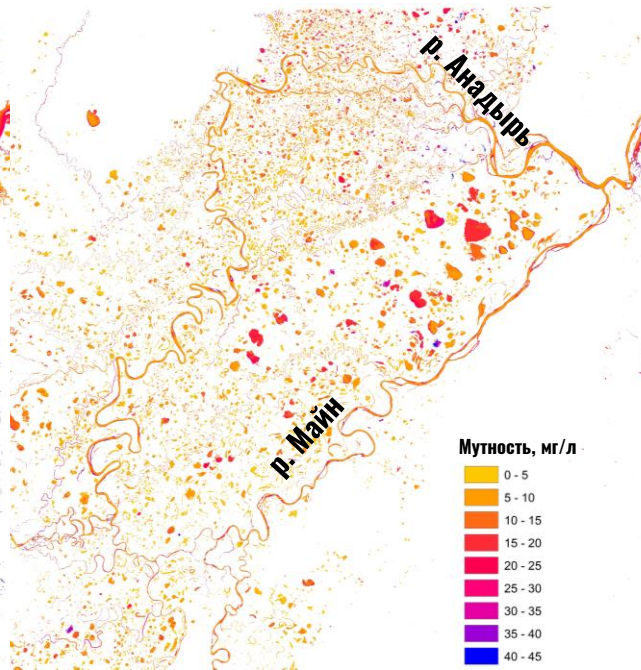 р. Анадырь
р. Майн
Мутность, мг/л
0 - 5
5 - 10
10 - 15
15 - 20
20 - 25
25 - 30
30 - 35
35 - 40
40 - 45